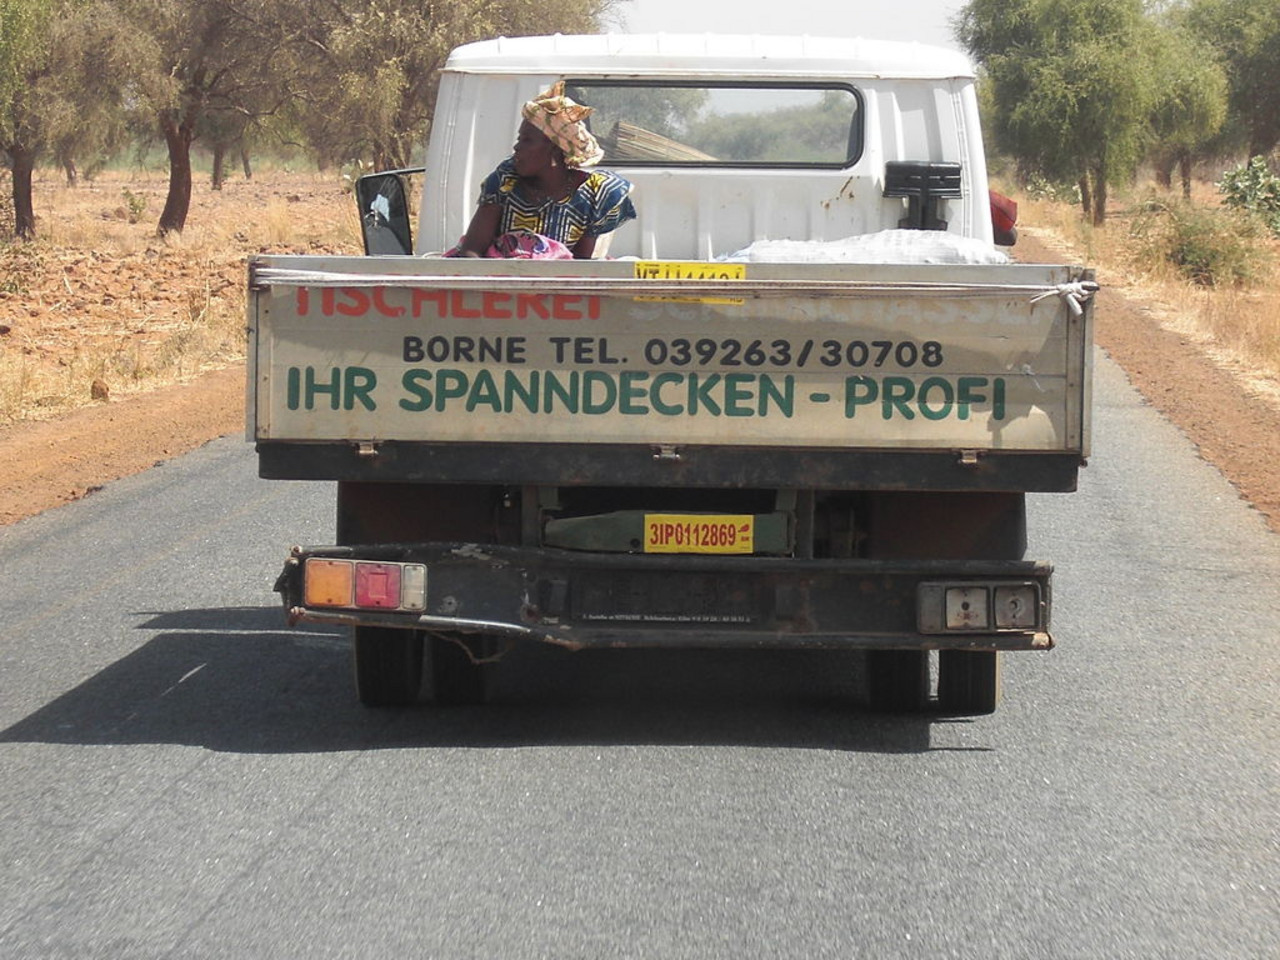 TISCHLEREI
BORNE TEL. 039263/30708
IHR SPANNDECKEN - PROFI
3IP0112869